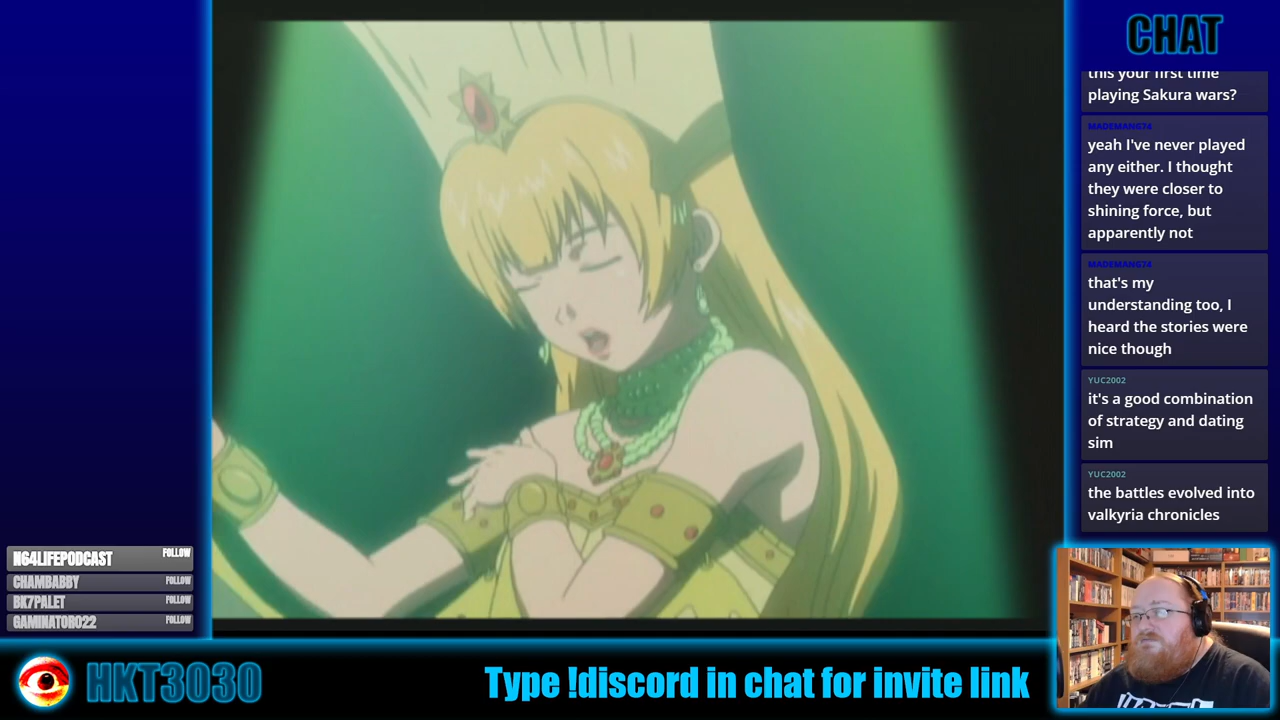 CHAT
this your first time
playing Sakura wars?
MADEMANG74
yeah I've never played
any either. I thought
they were closer to
shining force, but
apparently not
MADEMANG74
that's my
understanding too, I
heard the stories were
nice though
YUC2002
it's a good combination
of strategy and dating
sim
YUC2002
the battles evolved into
valkyria chronicles
N64LIFEPODCAST FOLLOW
CHAMBABBY FOLLOW
BK7PALET FOLLOW
GAMINATOR022 FOLLOW
HKT3030
Type !discord in chat for invite link